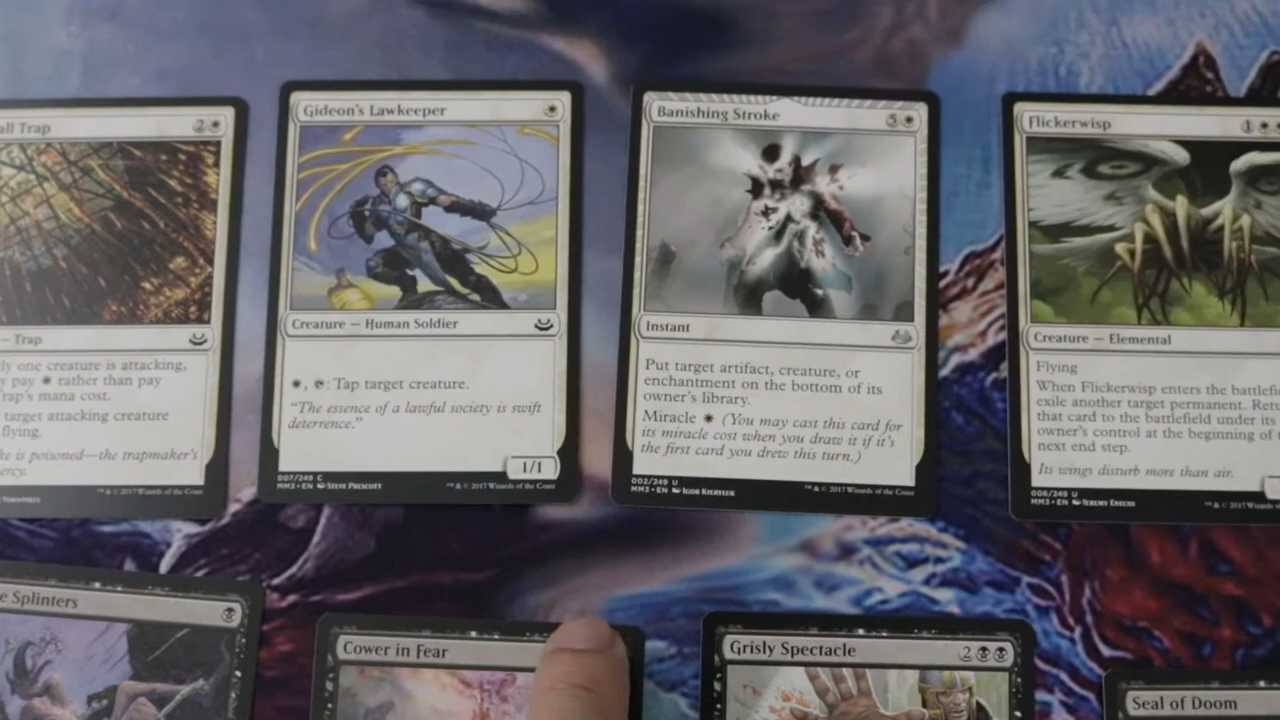 all Trap 2
— Trap
ly one creature is attacking,
y pay rather than pay
rap's mana cost.
target attacking creature
flying.
ke is poisoned—the trapmaker's
ercy.
™ & © 2017 Wizards of the Coast
Gideon's Lawkeeper
Creature — Human Soldier
, : Tap target creature.
"The essence of a lawful society is swift
deterrence."
1/1
007/249 C
MM3 • EN Steve Prescott ™ & © 2017 Wizards of the Coast
Banishing Stroke 5
Instant
Put target artifact, creature, or
enchantment on the bottom of its
owner's library.
Miracle (You may cast this card for
its miracle cost when you draw it if it's
the first card you drew this turn.)
002/249 U
MM3 • EN Igor Kieryluk ™ & © 2017 Wizards of the Coast
Flickerwisp 1
Creature — Elemental
Flying
When Flickerwisp enters the battlefi
exile another target permanent. Retu
that card to the battlefield under its
owner's control at the beginning of
next end step.
Its wings disturb more than air.
006/249 U
MM3 • EN Jeremy Enecio ™ & © 2017 Wizards of
e Splinters
Cower in Fear
Grisly Spectacle 2
Seal of Doom